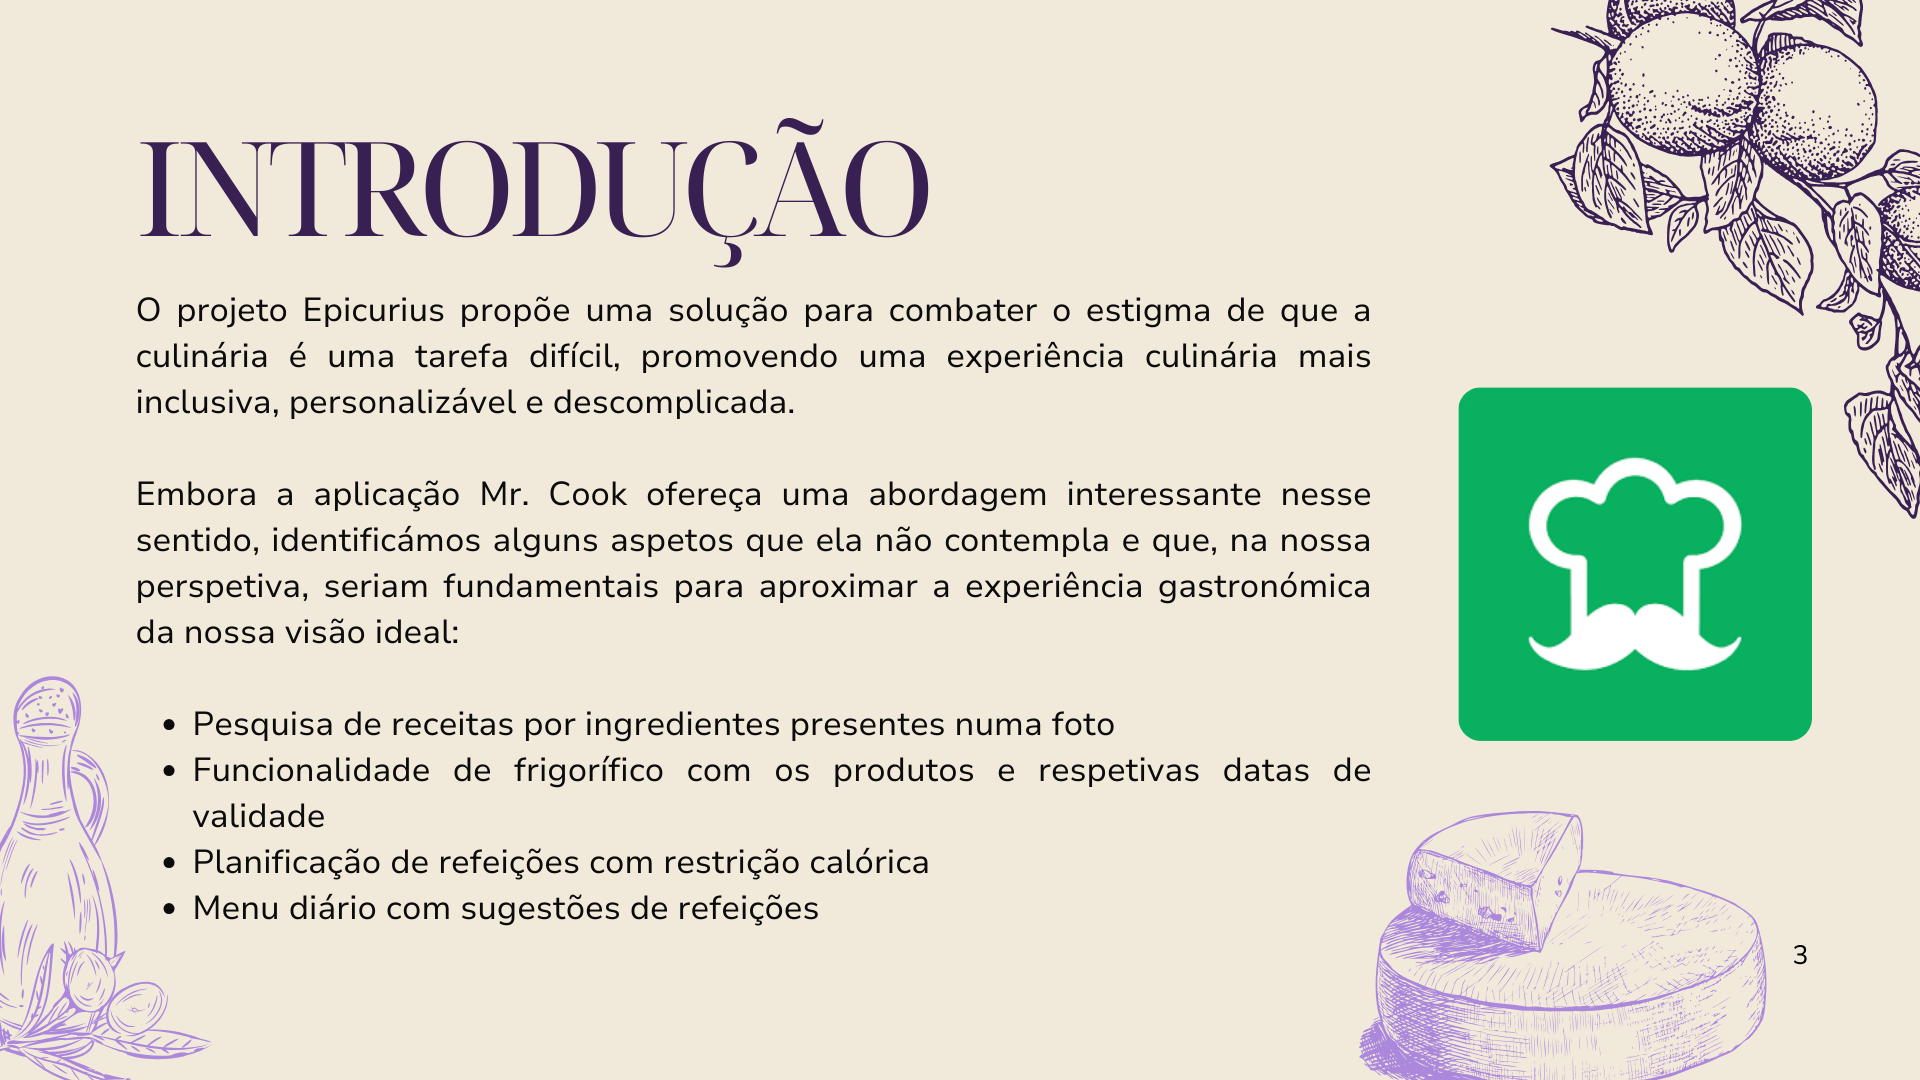 INTRODUÇÃO
O projeto Epicurius propõe uma solução para combater o estigma de que a
culinária é uma tarefa difícil, promovendo uma experiência culinária mais
inclusiva, personalizável e descomplicada.
Embora a aplicação Mr. Cook ofereça uma abordagem interessante nesse
sentido, identificámos alguns aspetos que ela não contempla e que, na nossa
perspetiva, seriam fundamentais para aproximar a experiência gastronómica
da nossa visão ideal:
• Pesquisa de receitas por ingredientes presentes numa foto
• Funcionalidade de frigorífico com os produtos e respetivas datas de
validade
• Planificação de refeições com restrição calórica
• Menu diário com sugestões de refeições
3